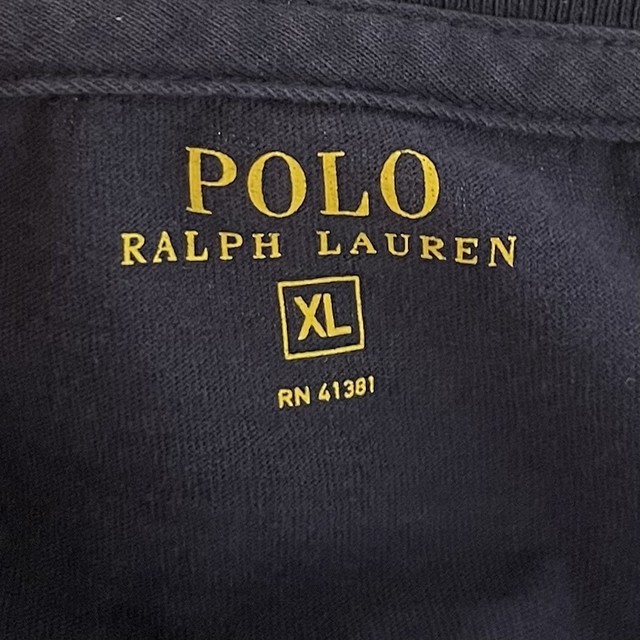 POLO
RALPH LAUREN
XL
RN 41381